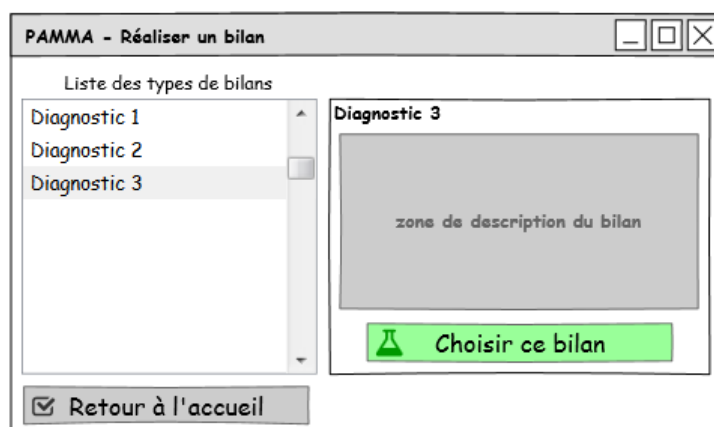 PAMMA - Réaliser un bilan
Liste des types de bilans
Diagnostic 1
Diagnostic 2
Diagnostic 3
Diagnostic 3
zone de description du bilan
Choisir ce bilan
Retour à l'accueil